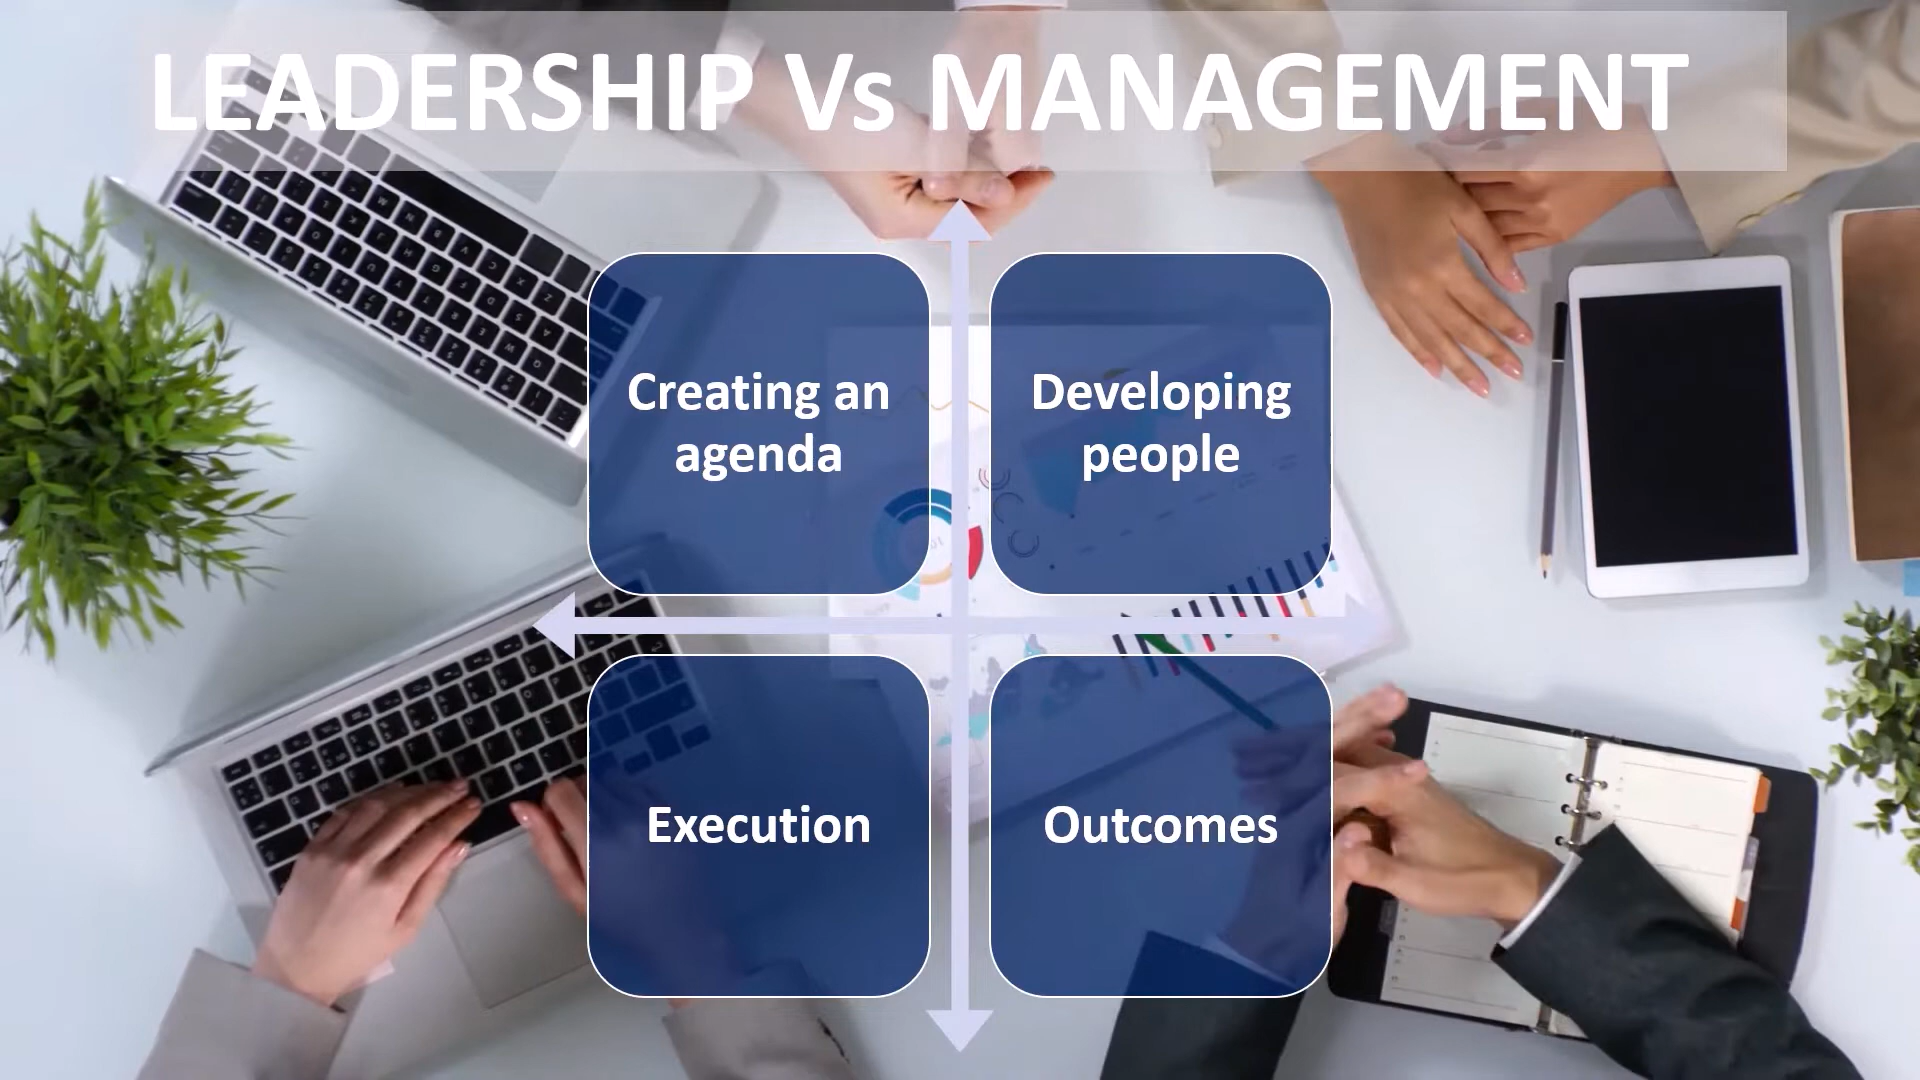 LEADERSHIP Vs MANAGEMENT
Creating an
agenda
Developing
people
Execution
Outcomes